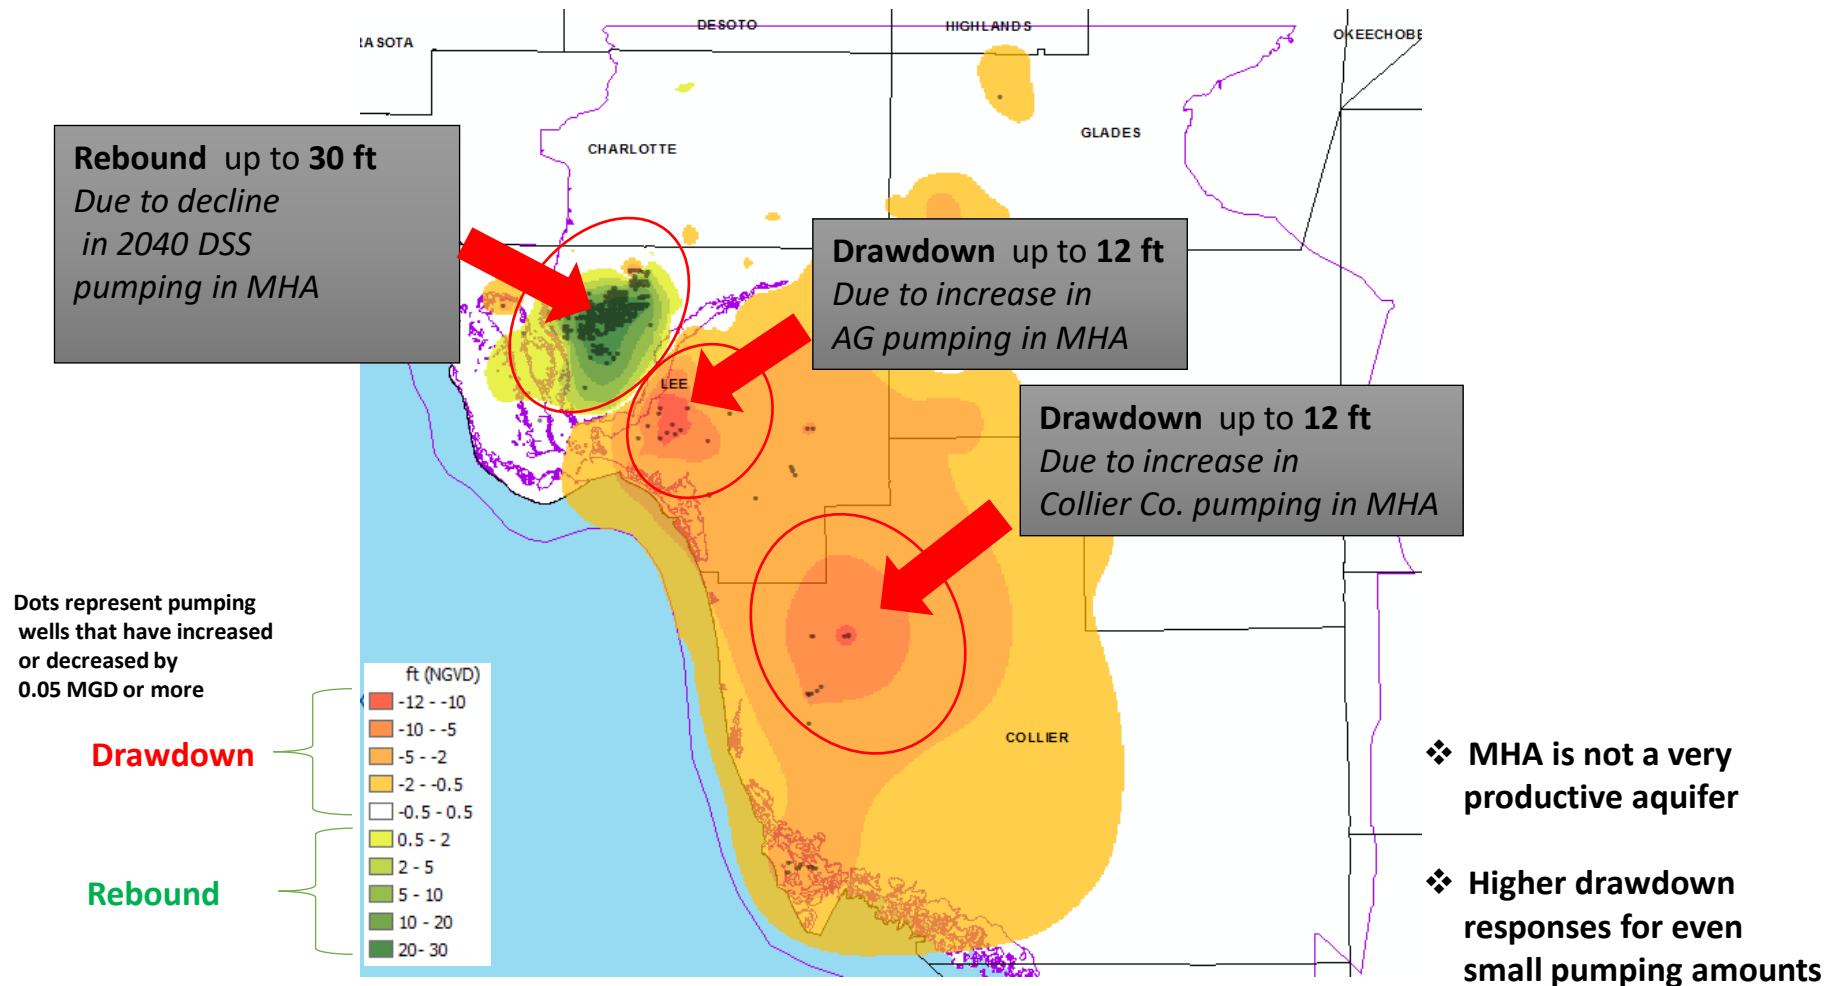 DESOTO
HIGHLANDS
RASOTA
OKEECHOBE
CHARLOTTE
GLADES
Rebound up to 30 ft
Due to decline
in 2040 DSS
pumping in MHA
Drawdown up to 12 ft
Due to increase in
AG pumping in MHA
LEE
Drawdown up to 12 ft
Due to increase in
Collier Co. pumping in MHA
Dots represent pumping
wells that have increased
or decreased by
0.05 MGD or more
Drawdown
Rebound
ft (NGVD)
-12 - -10
-10 - -5
-5 - -2
-2 - -0.5
-0.5 - 0.5
0.5 - 2
2 - 5
5 - 10
10 - 20
20- 30
COLLIER
❖ MHA is not a very
productive aquifer
❖ Higher drawdown
responses for even
small pumping amounts